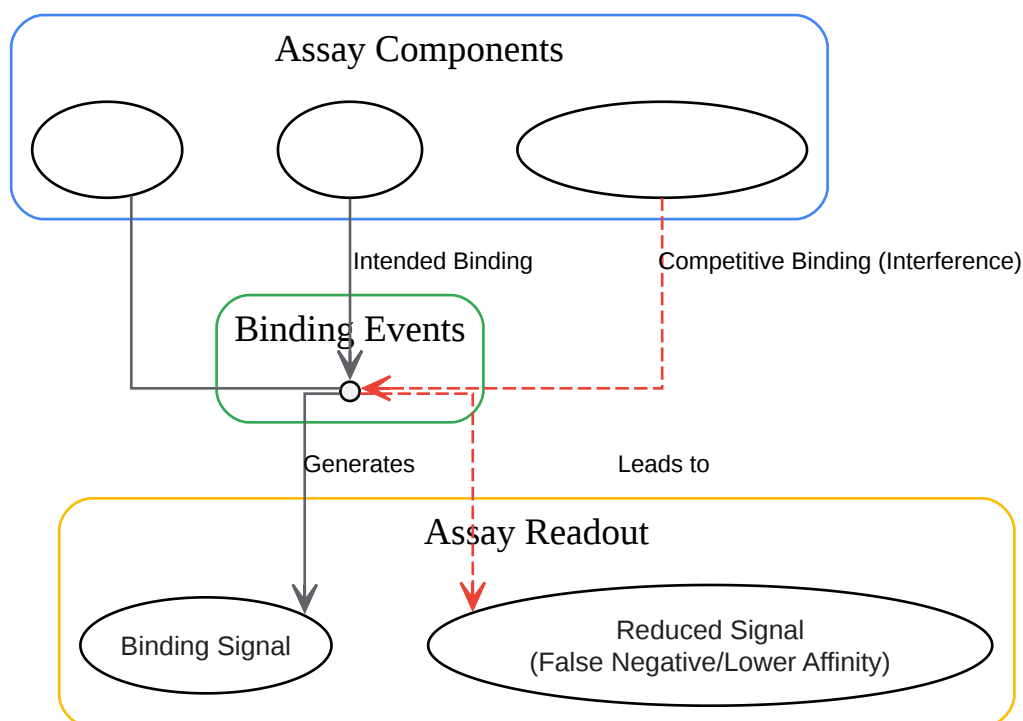 Assay Components
Intended Binding
Competitive Binding (Interference)
Binding Events
Generates
Leads to
Assay Readout
Binding Signal
Reduced Signal
(False Negative/Lower Affinity)